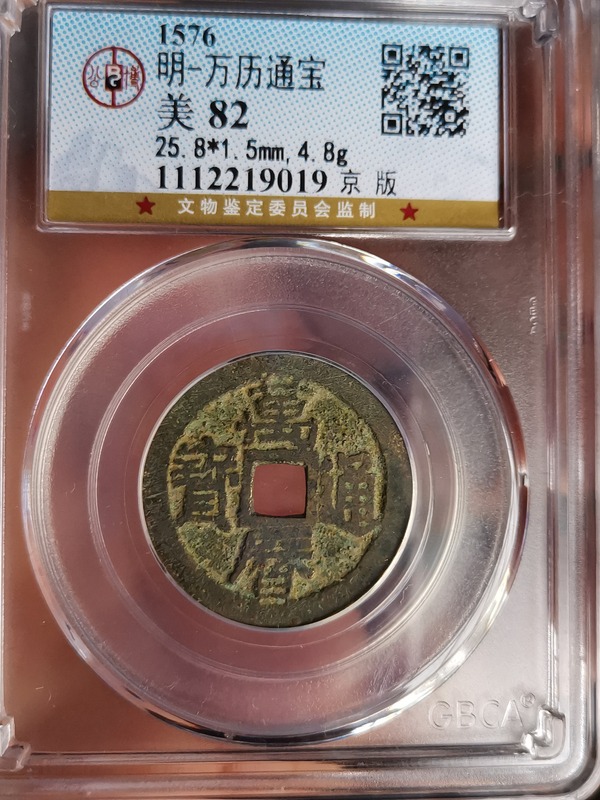 1576
明-万历通宝
美 82
25.8*1.5mm,4.8g
1112219019 京 版
★ 文物鉴定委员会监制 ★
萬
寶 通
曆
GBCA®